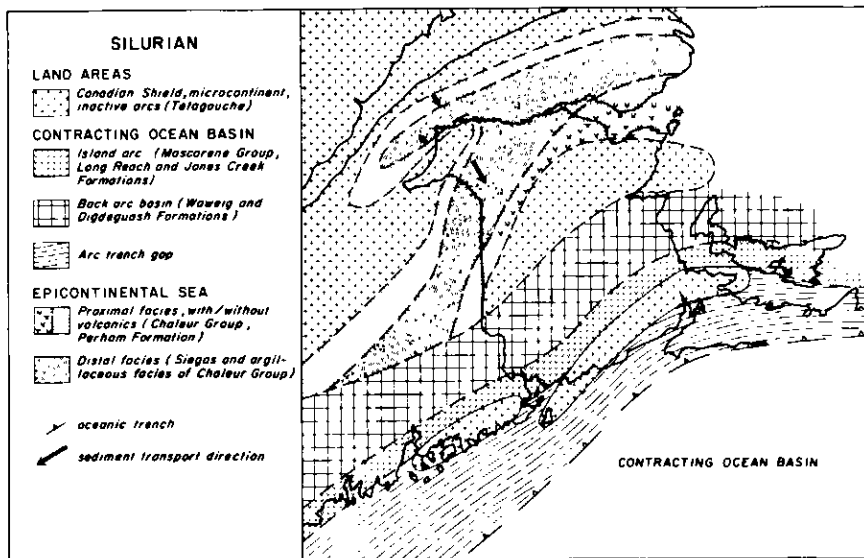 SILURIAN
LAND AREAS
Canadian Shield, microcontinent,
inactive arcs (Tetagouche)
CONTRACTING OCEAN BASIN
Island arc (Mascarene Group,
Long Reach and Jones Creek
Formations)
Back arc basin (Waweig and
Digdeguash Formations)
Arc trench gap
EPICONTINENTAL SEA
Proximal facies, with/without
volcanics (Chaleur Group,
Perham Formation)
Distal facies (Siegas and argil-
laceous facies of Chaleur Group)
oceanic trench
sediment transport direction
CONTRACTING OCEAN BASIN